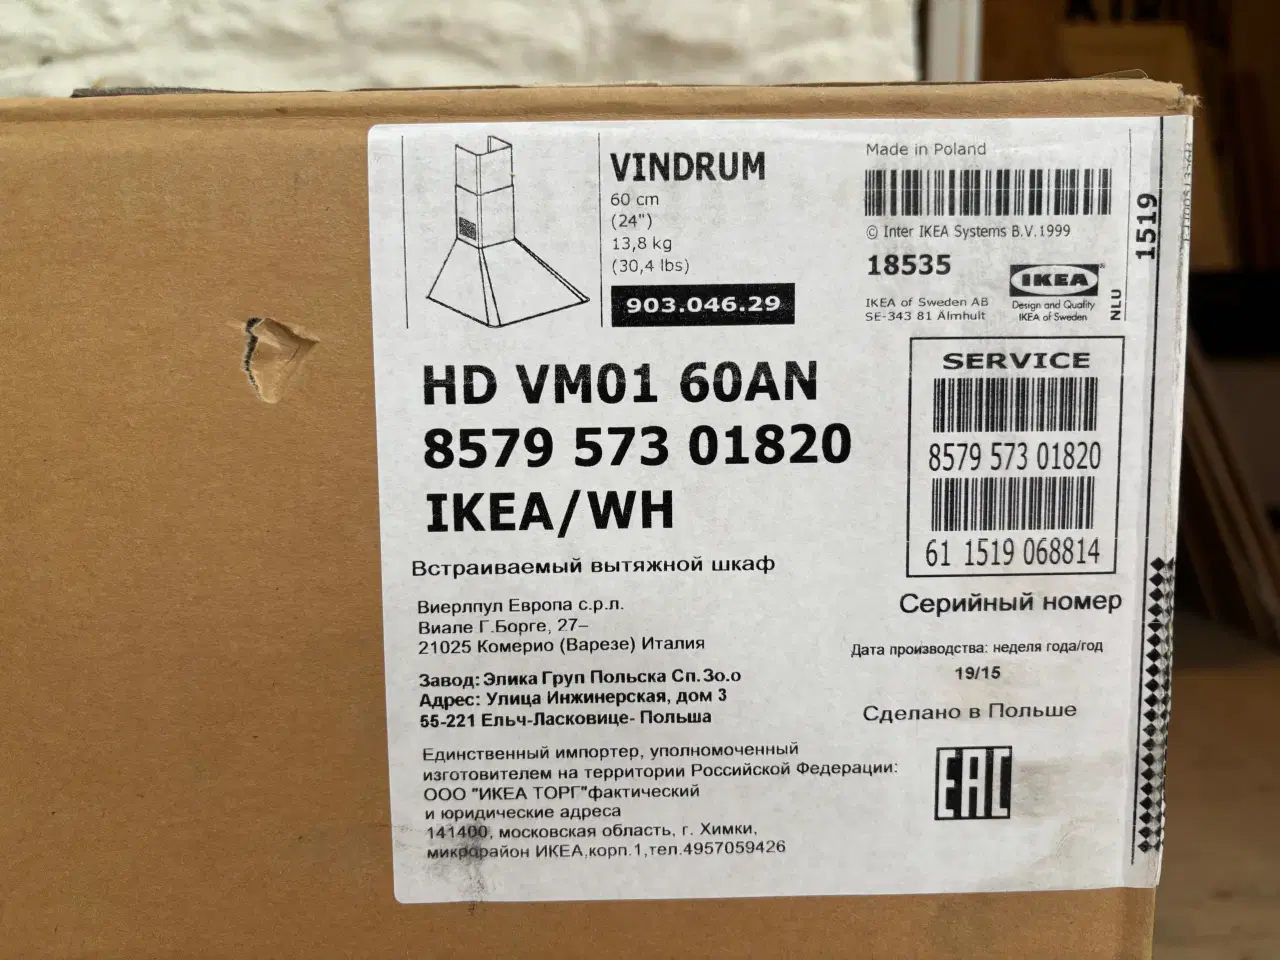 VINDRUM
60 cm
(24")
13,8 kg
(30,4 lbs)
903.046.29
Made in Poland
© Inter IKEA Systems B.V.1999
18535
IKEA of Sweden AB
SE-343 81 Älmhult
IKEA®
Design and Quality
IKEA of Sweden
NLU
1519
HD VM01 60AN
8579 573 01820
IKEA/WH
SERVICE
8579 573 01820
61 1519 068814
Серийный номер
Встраиваемый вытяжной шкаф
Виерлпул Европа с.р.л.
Виале Г.Борге, 27–
21025 Комерио (Варезе) Италия
Завод: Элика Груп Польска Сп.Зо.о
Адрес: Улица Инжинерская, дом 3
55-221 Ельч-Ласковице- Польша
Дата производства: неделя года/год
19/15
Сделано в Польше
Единственный импортер, уполномоченный
изготовителем на территории Российской Федерации:
ООО "ИКЕА ТОРГ"фактический
и юридические адреса
141400, московская область, г. Химки,
микрорайон ИКЕА,корп.1,тел.4957059426
EAC